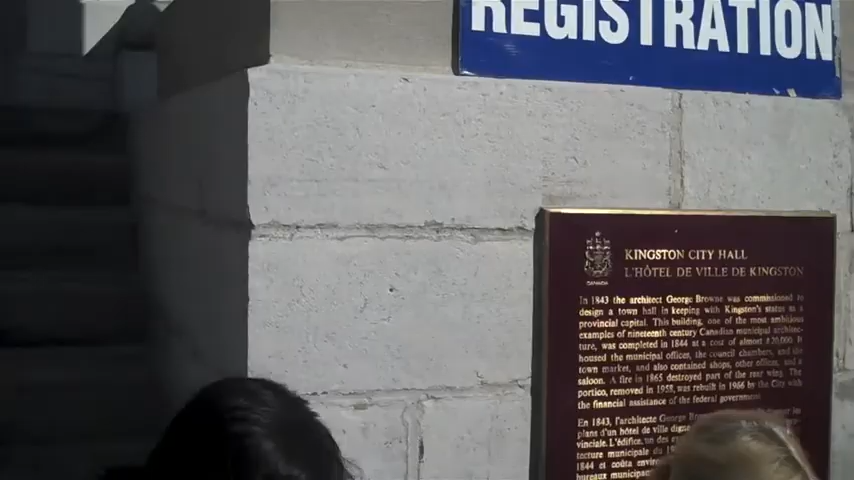 REGISTRATION
CANADA
KINGSTON CITY HALL
L'HÔTEL DE VILLE DE KINGSTON
In 1843 the architect George Browne was commissioned to
design a town hall in keeping with Kingston's status as
provincial capital. This building, one of the most ambitious
examples of nineteenth century Canadian municipal architec-
ture, was completed in 1844 at a cost of almost £20,000. It
housed the municipal offices, the council chambers, and the
town market, and also contained shops, other offices, and a
saloon. A fire in 1865 destroyed part of the rear wing. The
portico, removed in 1958, was rebuilt in 1966 by the City with
the financial assistance of the federal government.
En 1843, l'architecte George
plans d'un hôtel de ville
vinciale. L'édifice, un des
tecture municipale du
1844 et coûta
bureaux municipaux